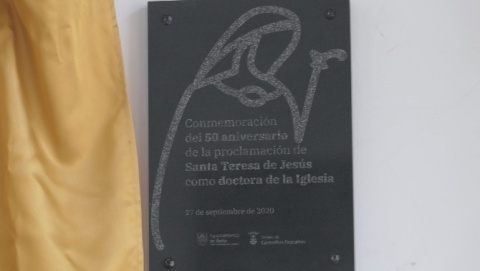 Conmemoración
del 50 aniversario
de la proclamación de
Santa Teresa de Jesús
como doctora de la Iglesia
27 de septiembre de 2020